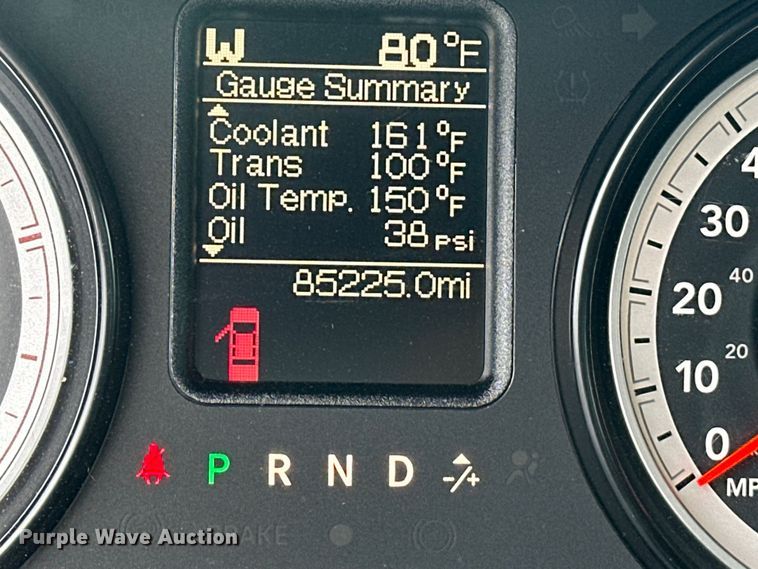 W 80°F
Gauge Summary
Coolant 161°F
Trans 100°F
Oil Temp. 150°F
Oil 38 psi
85225.0mi
P R N D -/+
30
40
20
20
10
0
MP
Purple Wave Auction